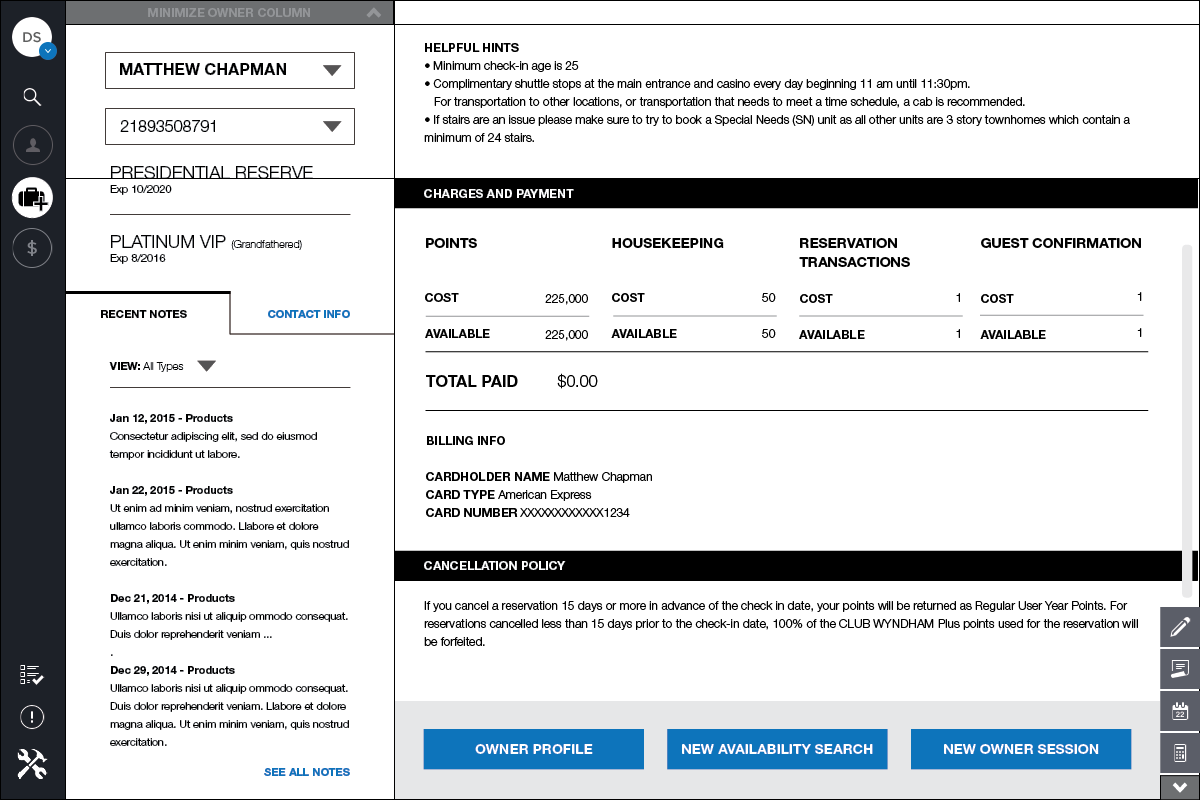 MINIMIZE OWNER COLUMN
DS
MATTHEW CHAPMAN
21893508791
PRESIDENTIAL RESERVE
Exp 10/2020
PLATINUM VIP (Grandfathered)
Exp 8/2016
RECENT NOTES
CONTACT INFO
VIEW: All Types
Jan 12, 2015 - Products
Consectetur adipiscing elit, sed do eiusmod
tempor incididunt ut labore.
Jan 22, 2015 - Products
Ut enim ad minim veniam, nostrud exercitation
ullamco laboris commodo. Llabore et dolore
magna aliqua. Ut enim minim veniam, quis nostrud
exercitation.
Dec 21, 2014 - Products
Ullamco laboris nisi ut aliquip ommodo consequat.
Duis dolor reprehenderit veniam ...
.
Dec 29, 2014 - Products
Ullamco laboris nisi ut aliquip ommodo consequat.
Duis dolor reprehenderit veniam. Llabore et dolore
magna aliqua. Ut enim minim veniam, quis nostrud
exercitation.
SEE ALL NOTES
HELPFUL HINTS
• Minimum check-in age is 25
• Complimentary shuttle stops at the main entrance and casino every day beginning 11 am until 11:30pm.
For transportation to other locations, or transportation that needs to meet a time schedule, a cab is recommended.
• If stairs are an issue please make sure to try to book a Special Needs (SN) unit as all other units are 3 story townhomes which contain a
minimum of 24 stairs.
CHARGES AND PAYMENT
POINTS
COST 225,000
AVAILABLE 225,000
HOUSEKEEPING
COST 50
AVAILABLE 50
RESERVATION
TRANSACTIONS
COST 1
AVAILABLE 1
GUEST CONFIRMATION
COST 1
AVAILABLE 1
TOTAL PAID $0.00
BILLING INFO
CARDHOLDER NAME Matthew Chapman
CARD TYPE American Express
CARD NUMBER XXXXXXXXXXXX1234
CANCELLATION POLICY
If you cancel a reservation 15 days or more in advance of the check in date, your points will be returned as Regular User Year Points. For
reservations cancelled less than 15 days prior to the check-in date, 100% of the CLUB WYNDHAM Plus points used for the reservation will
be forfeited.
OWNER PROFILE
NEW AVAILABILITY SEARCH
NEW OWNER SESSION
$
22